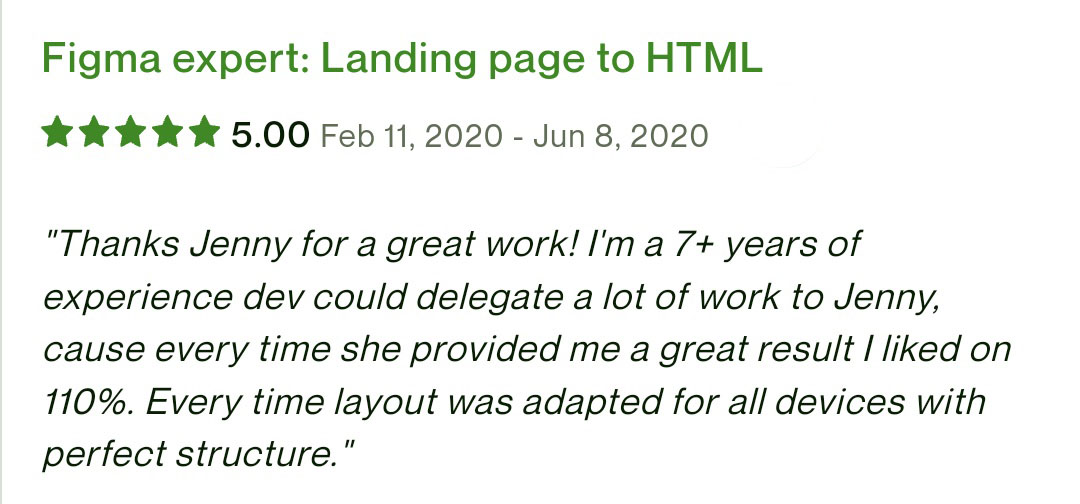 Figma expert: Landing page to HTML
5.00 Feb 11, 2020 - Jun 8, 2020
"Thanks Jenny for a great work! I'm a 7+ years of
experience dev could delegate a lot of work to Jenny,
cause every time she provided me a great result I liked on
110%. Every time layout was adapted for all devices with
perfect structure."